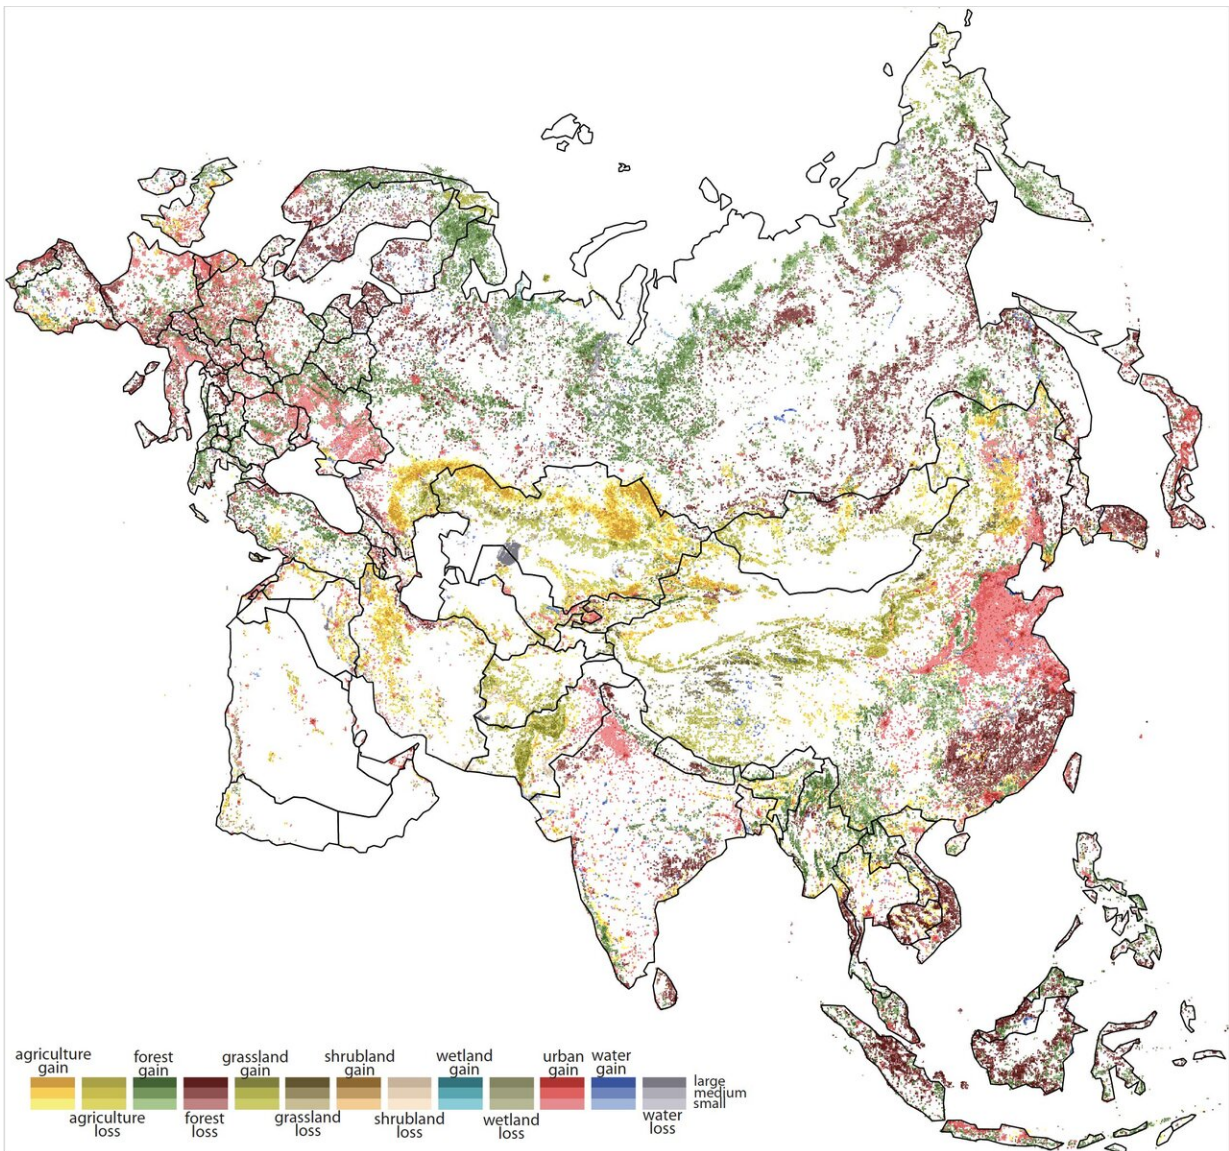 agriculture
gain
forest
gain
grassland
gain
shrubland
gain
wetland
gain
urban
gain
water
gain
large
medium
small
agriculture
loss
forest
loss
grassland
loss
shrubland
loss
wetland
loss
water
loss